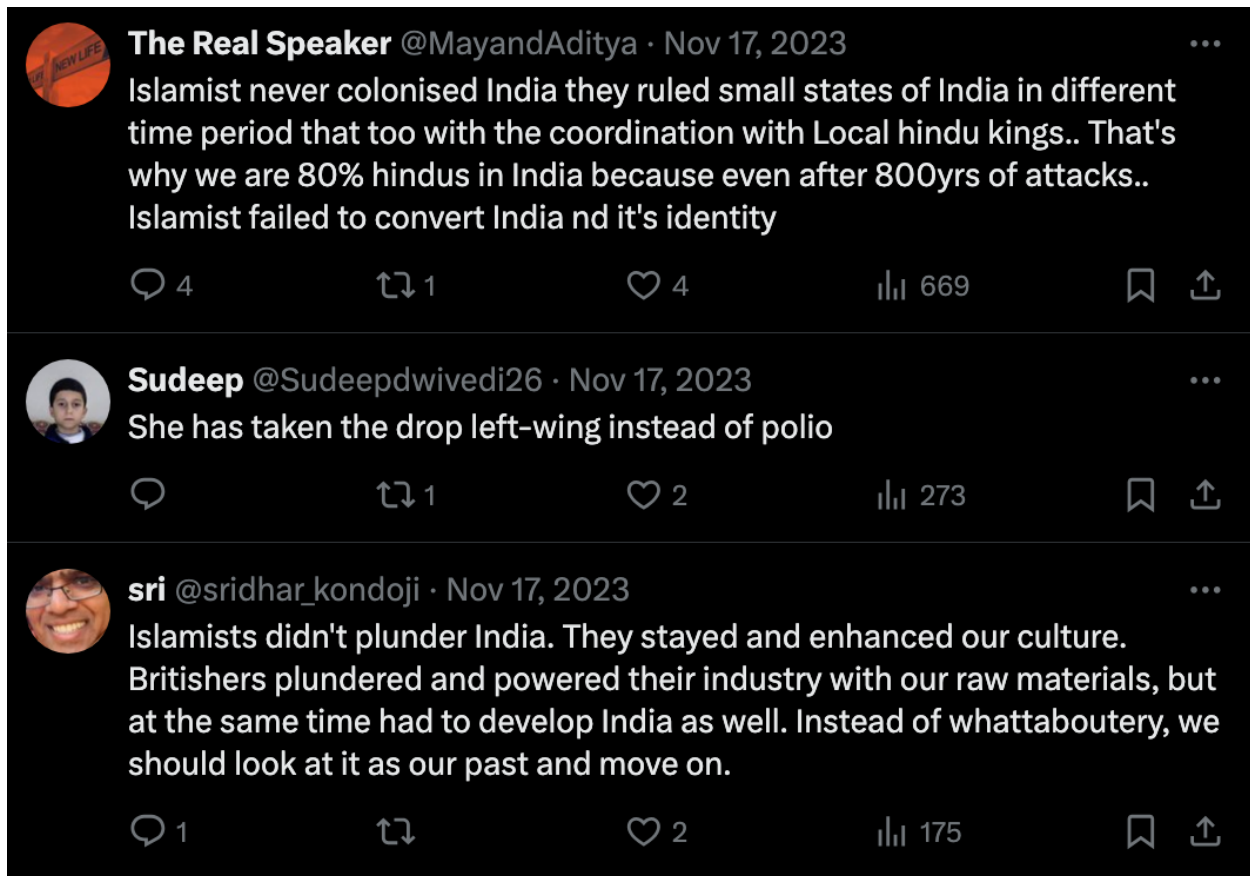 The Real Speaker @MayandAditya · Nov 17, 2023
Islamist never colonised India they ruled small states of India in different
time period that too with the coordination with Local hindu kings.. That's
why we are 80% hindus in India because even after 800yrs of attacks..
Islamist failed to convert India nd it's identity
4 1 4 669
Sudeep @Sudeepdwivedi26 · Nov 17, 2023
She has taken the drop left-wing instead of polio
1 2 273
sri @sridhar_kondoji · Nov 17, 2023
Islamists didn't plunder India. They stayed and enhanced our culture.
Britishers plundered and powered their industry with our raw materials, but
at the same time had to develop India as well. Instead of whattaboutery, we
should look at it as our past and move on.
1 2 175
NEW LIFE